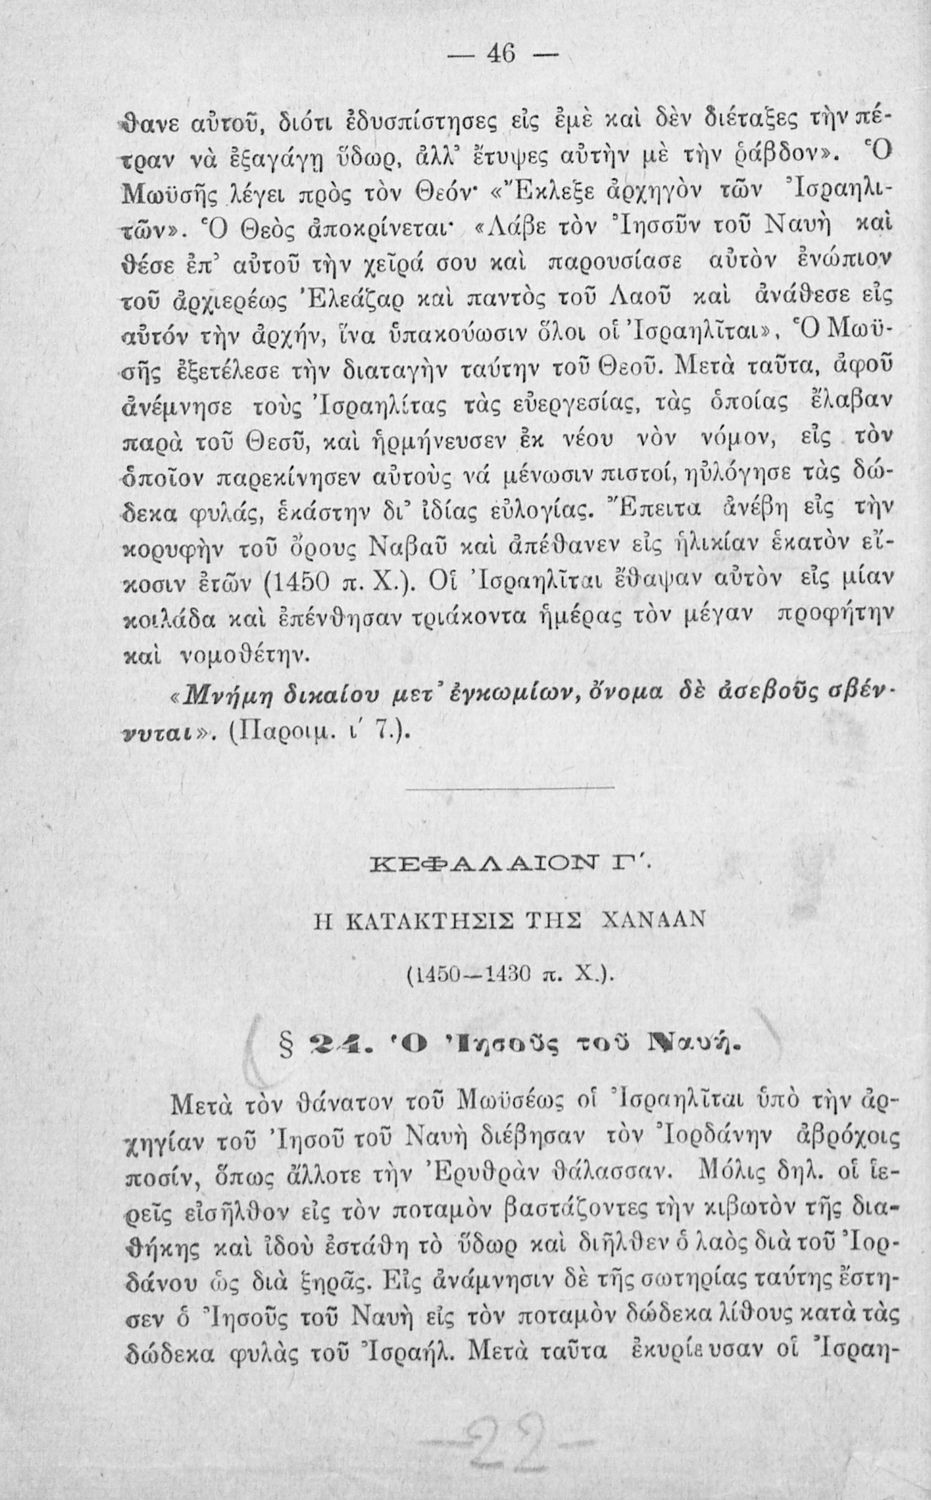 — 46 —
θανε αὐτοῦ, διότι ἐδυσπίστησες εἰς ἐμὲ καὶ δὲν διέταξες τὴν πέ-
τραν νὰ ἐξαγάγῃ ὕδωρ, ἀλλ' ἔτυψες αὐτὴν μὲ τὴν ῥάβδον». Ὁ
Μωϋσῆς λέγει πρὸς τὸν Θεόν· «Ἔκλεξε ἀρχηγὸν τῶν Ἰσραηλι-
τῶν». Ὁ Θεὸς ἀποκρίνεται· «Λάβε τὸν Ἰησοῦν τοῦ Ναυὴ καὶ
θέσε ἐπ' αὐτοῦ τὴν χεῖρά σου καὶ παρουσίασε αὐτὸν ἐνώπιον
τοῦ ἀρχιερέως Ἐλεάζαρ καὶ παντὸς τοῦ Λαοῦ καὶ ἀνάθεσε εἰς
αὐτόν τὴν ἀρχήν, ἵνα ὑπακούωσιν ὅλοι οἱ Ἰσραηλῖται». Ὁ Μωϋ-
σῆς ἐξετέλεσε τὴν διαταγὴν ταύτην τοῦ Θεοῦ. Μετὰ ταῦτα, ἀφοῦ
ἀνέμνησε τοὺς Ἰσραηλίτας τὰς εὐεργεσίας, τὰς ὁποίας ἔλαβαν
παρὰ τοῦ Θεοῦ, καὶ ἡρμήνευσεν ἐκ νέου νὸν νόμον, εἰς τὸν
ὁποῖον παρεκίνησεν αὐτοὺς νά μένωσιν πιστοί, ηὐλόγησε τὰς δώ-
δεκα φυλάς, ἑκάστην δι' ἰδίας εὐλογίας. Ἔπειτα ἀνέβη εἰς τὴν
κορυφὴν τοῦ ὄρους Ναβαῦ καὶ ἀπέθανεν εἰς ἡλικίαν ἑκατὸν εἴ-
κοσιν ἐτῶν (1450 π. Χ.). Οἱ Ἰσραηλῖται ἔθαψαν αὐτὸν εἰς μίαν
κοιλάδα καὶ ἐπένθησαν τριάκοντα ἡμέρας τὸν μέγαν προφήτην
καὶ νομοθέτην.
«Μνήμη δικαίου μετ' ἐγκωμίων, ὄνομα δὲ ἀσεβοῦς σβέν-
νυται». (Παροιμ. ι' 7.).
ΚΕΦΑΛΑΙΟΝ Γ'.
Η ΚΑΤΑΚΤΗΣΙΣ ΤΗΣ ΧΑΝΑΑΝ
(1450—1430 π. Χ.).
§ 24. Ὁ Ἰησοῦς τοῦ Ναυή.
Μετὰ τὸν θάνατον τοῦ Μωϋσέως οἱ Ἰσραηλῖται ὑπὸ τὴν ἀρ-
χηγίαν τοῦ Ἰησοῦ τοῦ Ναυὴ διέβησαν τὸν Ἰορδάνην ἀβρόχοις
ποσίν, ὅπως ἄλλοτε τὴν Ἐρυθρὰν θάλασσαν. Μόλις δηλ. οἱ ἱε-
ρεῖς εἰσῆλθον εἰς τὸν ποταμὸν βαστάζοντες τὴν κιβωτὸν τῆς δια-
θήκης καὶ ἰδοὺ ἐστάθη τὸ ὕδωρ καὶ διῆλθεν ὁ λαὸς διὰ τοῦ Ἰορ-
δάνου ὡς διὰ ξηρᾶς. Εἰς ἀνάμνησιν δὲ τῆς σωτηρίας ταύτης ἔστη-
σεν ὁ Ἰησοῦς τοῦ Ναυὴ εἰς τὸν ποταμὸν δώδεκα λίθους κατὰ τὰς
δώδεκα φυλὰς τοῦ Ἰσραήλ. Μετὰ ταῦτα ἐκυρίευσαν οἱ Ἰσραη-
—22—